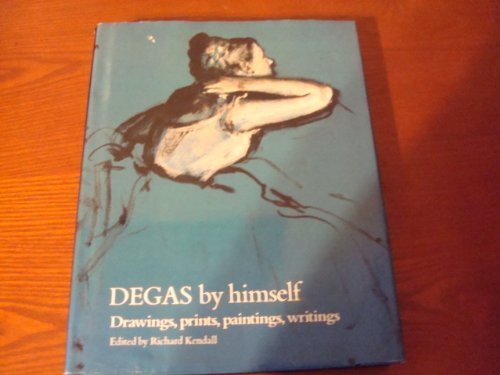 DEGAS by himself
Drawings, prints, paintings, writings
Edited by Richard Kendall